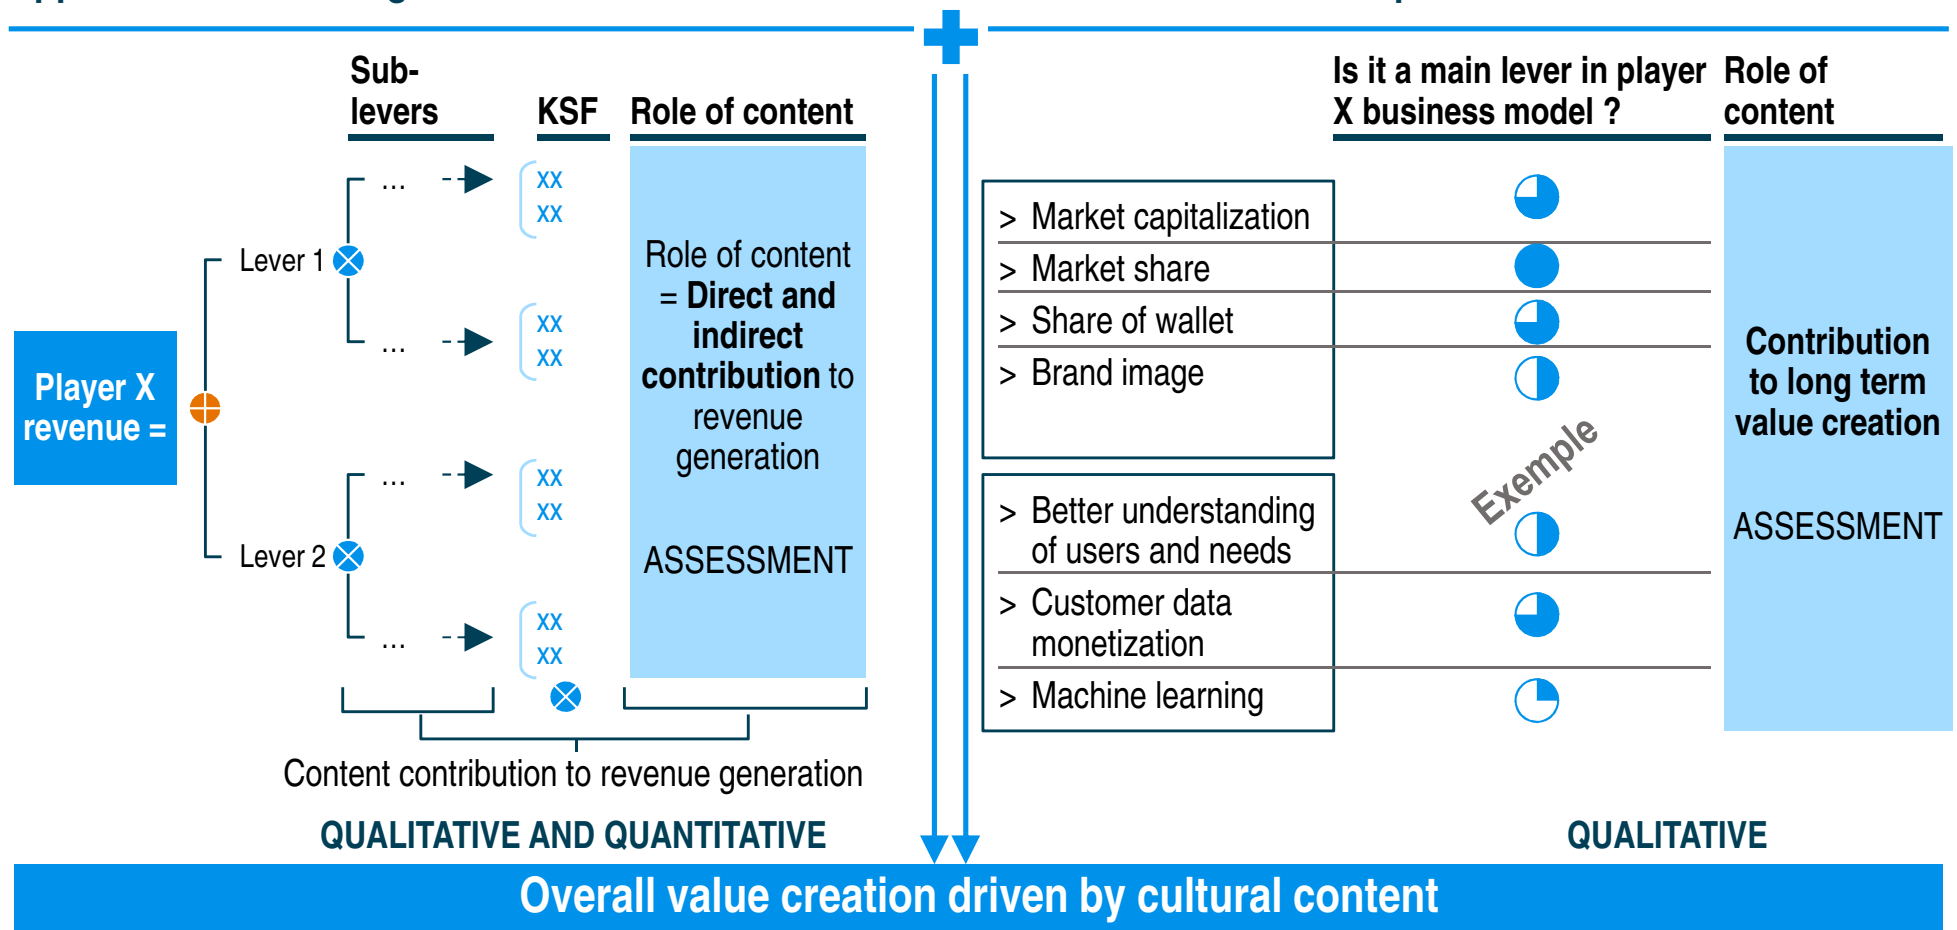 Sub-
levers
KSF
Role of content
... xx
xx
Lever 1
... xx
xx
Player X
revenue =
... xx
xx
Lever 2
... xx
xx
Role of content
= Direct and
indirect
contribution to
revenue
generation
ASSESSMENT
Content contribution to revenue generation
QUALITATIVE AND QUANTITATIVE
Is it a main lever in player
X business model ?
Role of
content
> Market capitalization
> Market share
> Share of wallet
> Brand image
Exemple
> Better understanding
of users and needs
> Customer data
monetization
> Machine learning
Contribution
to long term
value creation
ASSESSMENT
QUALITATIVE
Overall value creation driven by cultural content